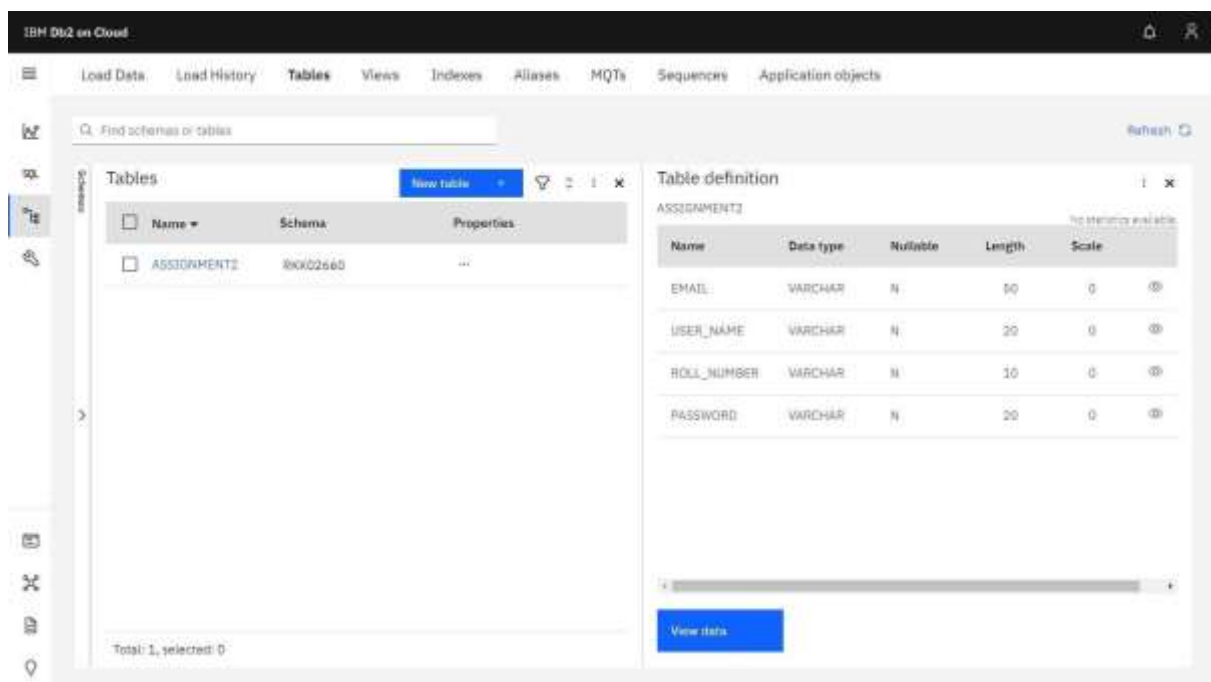 IBM Db2 on Cloud
Load Data Load History Tables Views Indexes Aliases MQTs Sequences Application objects
Find schemas or tables
Refresh
SQL
Schemas
Tables
New table +
Name Schema Properties
ASSIGNMENT2 RKK02660 ...
Total: 1, selected: 0
Table definition
ASSIGNMENT2
No statistics available
Name Data type Nullable Length Scale
EMAIL VARCHAR N 50 0
USER_NAME VARCHAR N 20 0
ROLL_NUMBER VARCHAR N 10 0
PASSWORD VARCHAR N 20 0
View data